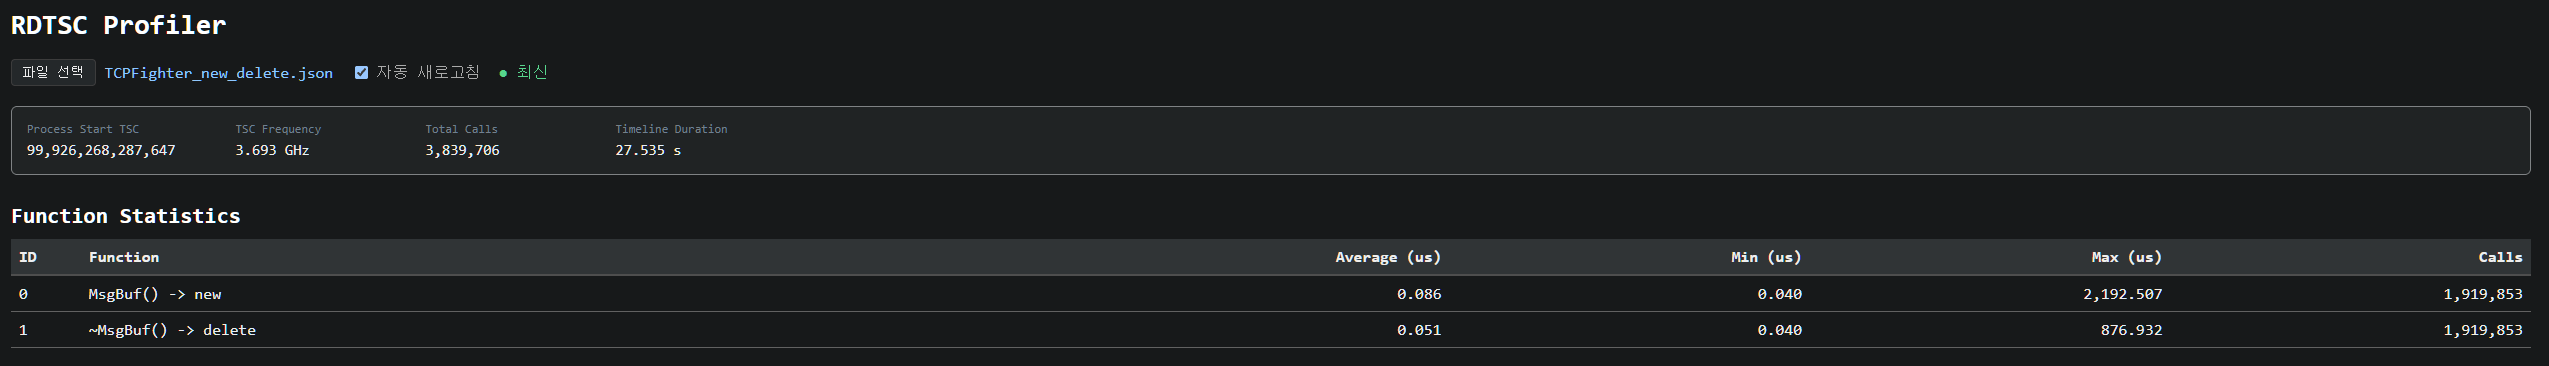 RDTSC Profiler
파일 선택 TCPFighter_new_delete.json 자동 새로고침 ● 최신
Process Start TSC TSC Frequency Total Calls Timeline Duration
99,926,268,287,647 3.693 GHz 3,839,706 27.535 s
Function Statistics
ID Function Average (us) Min (us) Max (us) Calls
0 MsgBuf() -> new 0.086 0.040 2,192.507 1,919,853
1 ~MsgBuf() -> delete 0.051 0.040 876.932 1,919,853